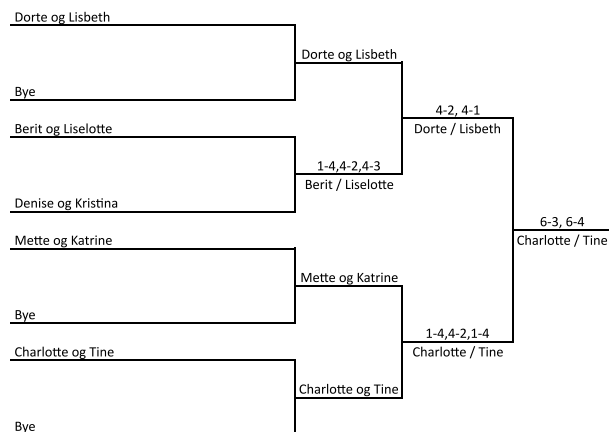 Dorte og Lisbeth
Dorte og Lisbeth
Bye
4-2, 4-1
Dorte / Lisbeth
Berit og Liselotte
1-4,4-2,4-3
Berit / Liselotte
Denise og Kristina
6-3, 6-4
Charlotte / Tine
Mette og Katrine
Mette og Katrine
Bye
1-4,4-2,1-4
Charlotte / Tine
Charlotte og Tine
Charlotte og Tine
Bye